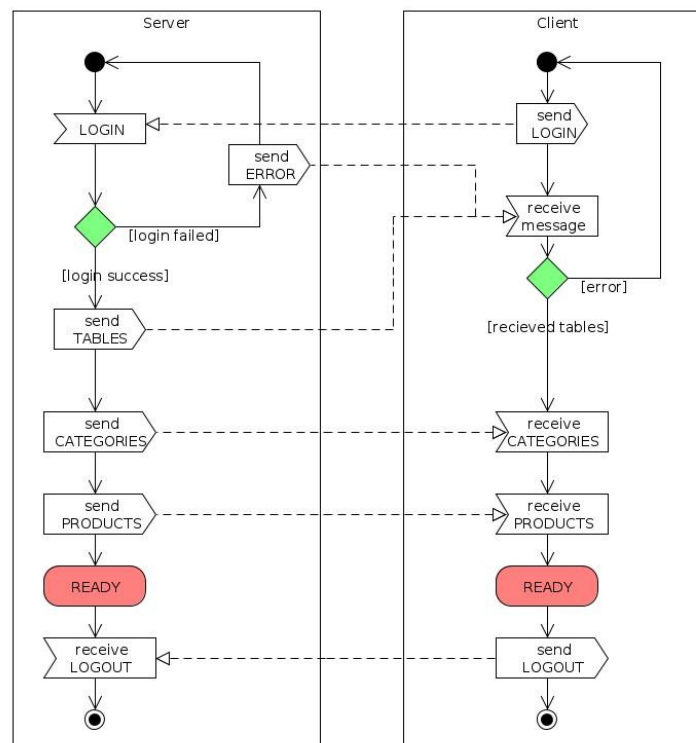 Server
LOGIN
send
ERROR
[login failed]
[login success]
send
TABLES
send
CATEGORIES
send
PRODUCTS
READY
receive
LOGOUT
Client
send
LOGIN
receive
message
[error]
[recieved tables]
receive
CATEGORIES
receive
PRODUCTS
READY
send
LOGOUT